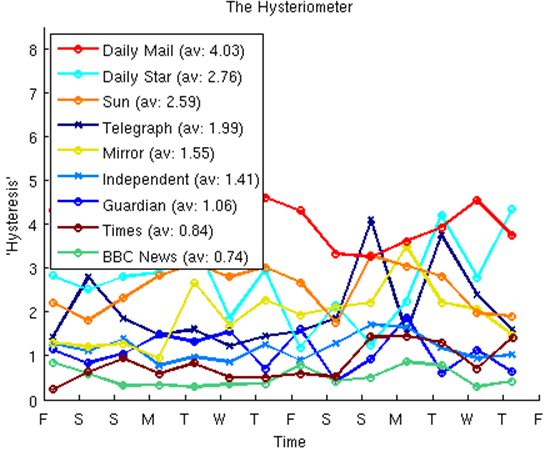 The Hysteriometer
8
7
6
5
4
3
2
1
0
'Hysteresis'
Daily Mail (av: 4.03)
Daily Star (av: 2.76)
Sun (av: 2.59)
Telegraph (av: 1.99)
Mirror (av: 1.55)
Independent (av: 1.41)
Guardian (av: 1.06)
Times (av: 0.84)
BBC News (av: 0.74)
F S S M T W T F S S M T W T F
Time